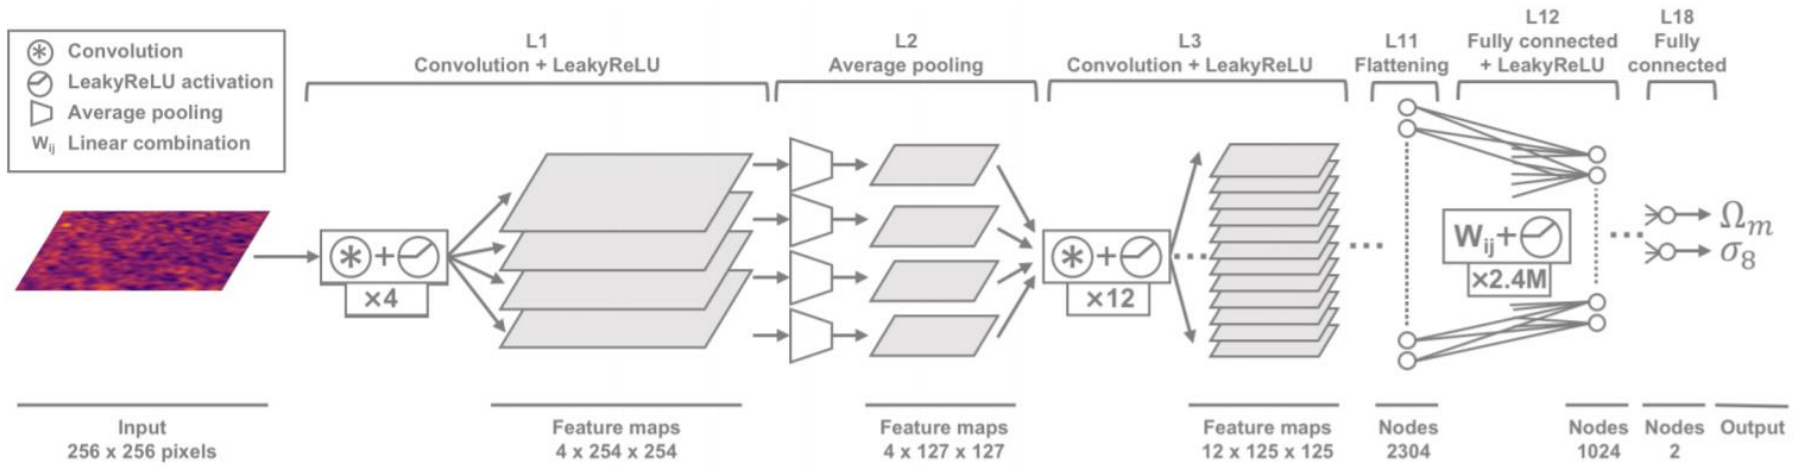 Convolution
LeakyReLU activation
Average pooling
Wij Linear combination
L1
Convolution + LeakyReLU
L2
Average pooling
L3
Convolution + LeakyReLU
L11
Flattening
L12
Fully connected
+ LeakyReLU
L18
Fully
connected
+
×4
+
×12
...
...
Wij+
×2.4M
...
Ωm
σ8
Input
256 x 256 pixels
Feature maps
4 x 254 x 254
Feature maps
4 x 127 x 127
Feature maps
12 x 125 x 125
Nodes
2304
Nodes
1024
Nodes
2
Output